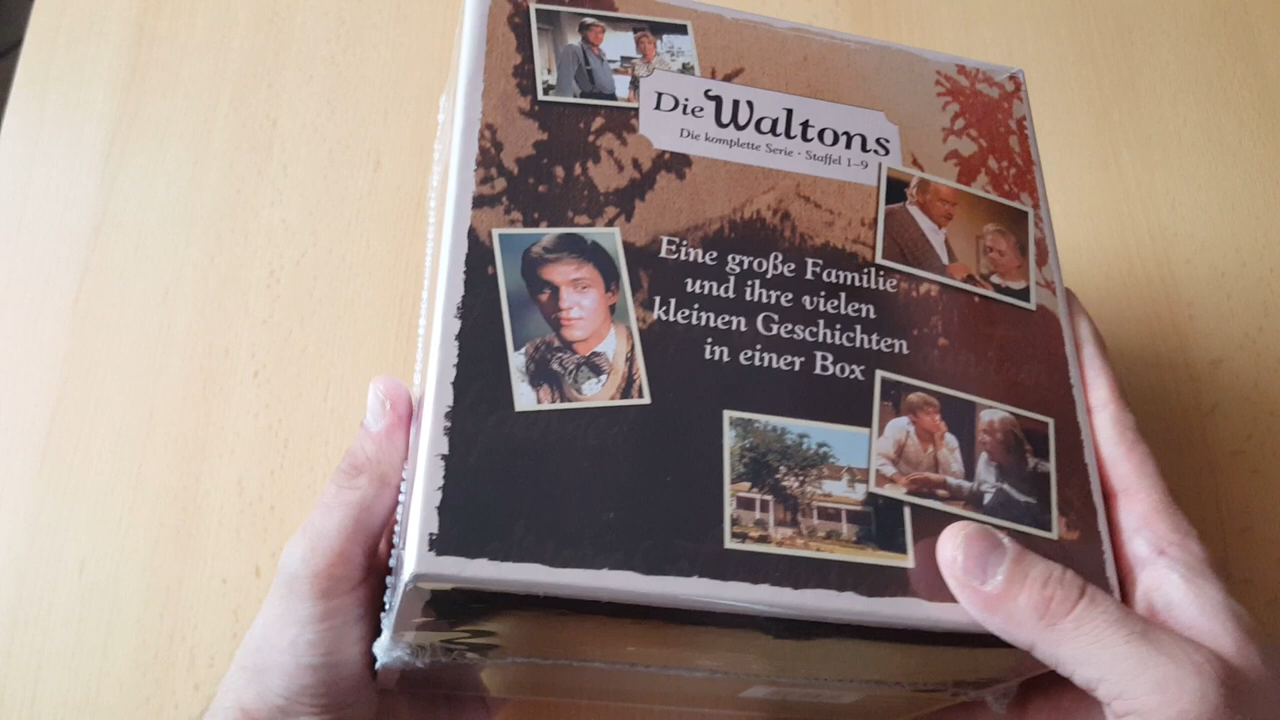 Die Waltons
Die komplette Serie · Staffel 1–9
Eine große Familie
und ihre vielen
kleinen Geschichten
in einer Box